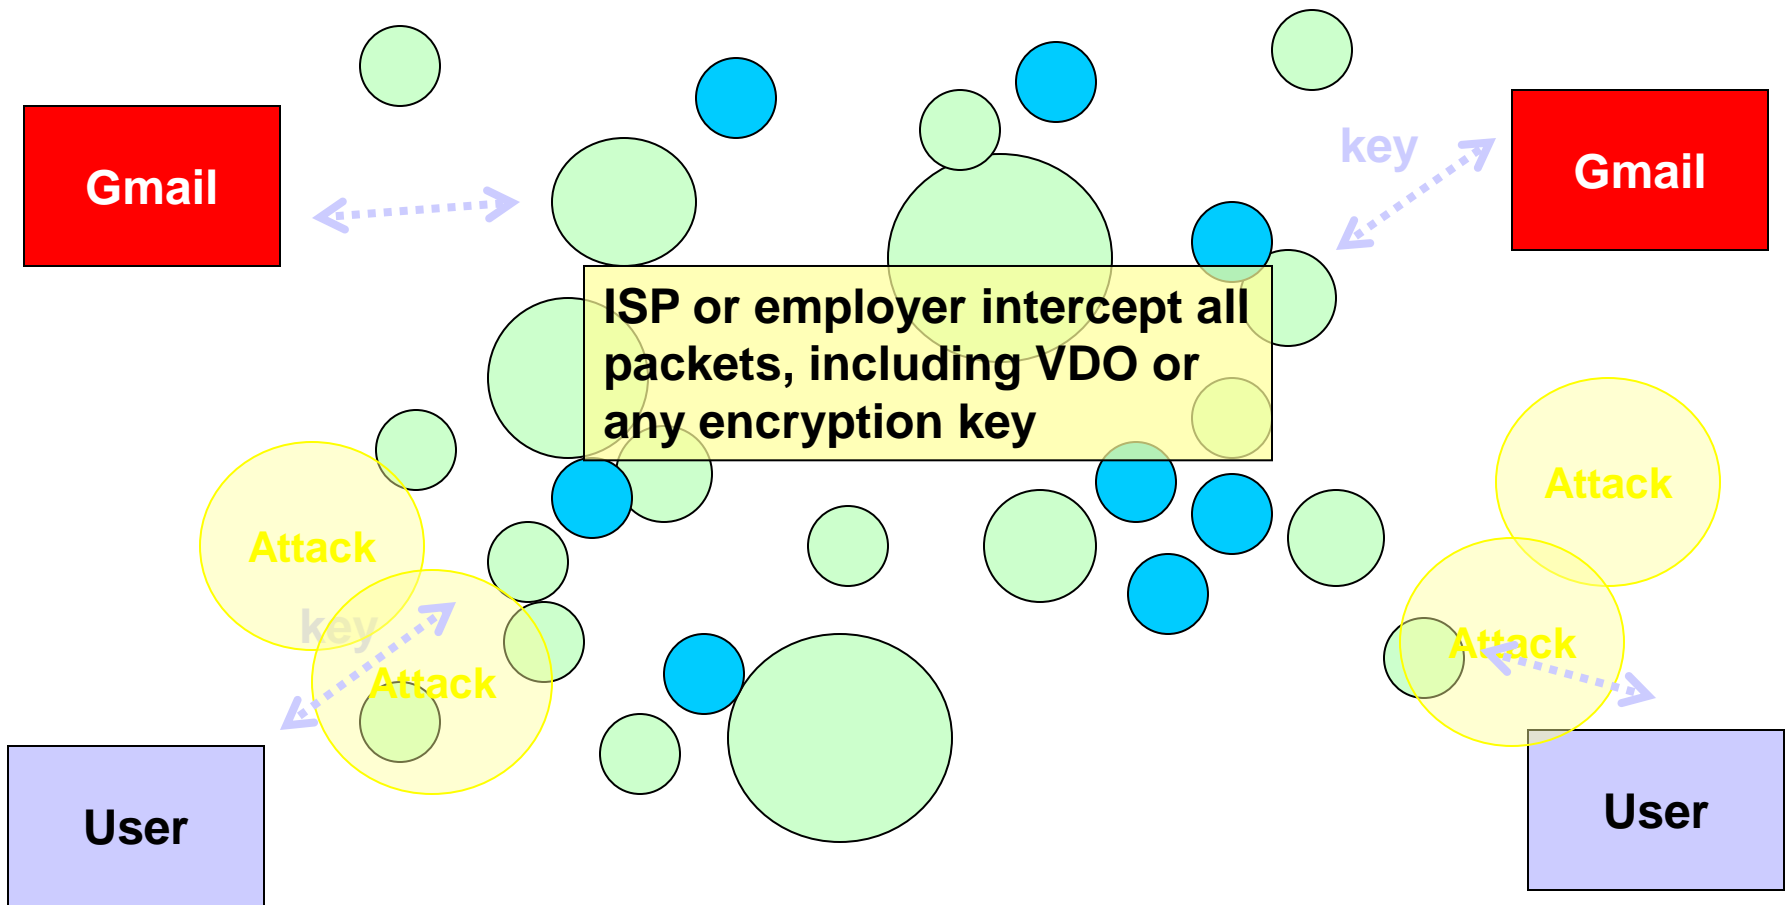 key
Gmail
Gmail
ISP or employer intercept all
packets, including VDO or
any encryption key
Attack
Attack
key
Attack
Attack
User
User